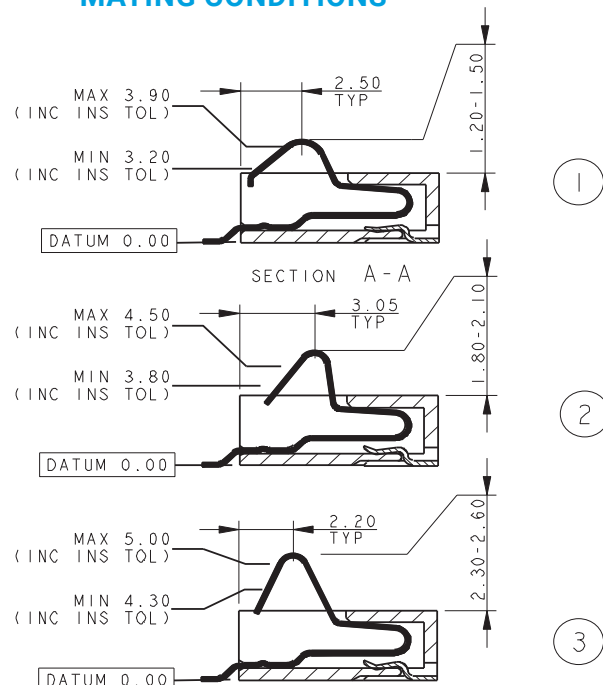 MATING CONDITIONS
2.50
TYP
MAX 3.90
(INC INS TOL)
1.20-1.50
MIN 3.20
(INC INS TOL)
1
DATUM 0.00
SECTION A-A
3.05
TYP
MAX 4.50
(INC INS TOL)
1.80-2.10
MIN 3.80
(INC INS TOL)
2
DATUM 0.00
2.20
TYP
MAX 5.00
(INC INS TOL)
2.30-2.60
MIN 4.30
(INC INS TOL)
3
DATUM 0.00